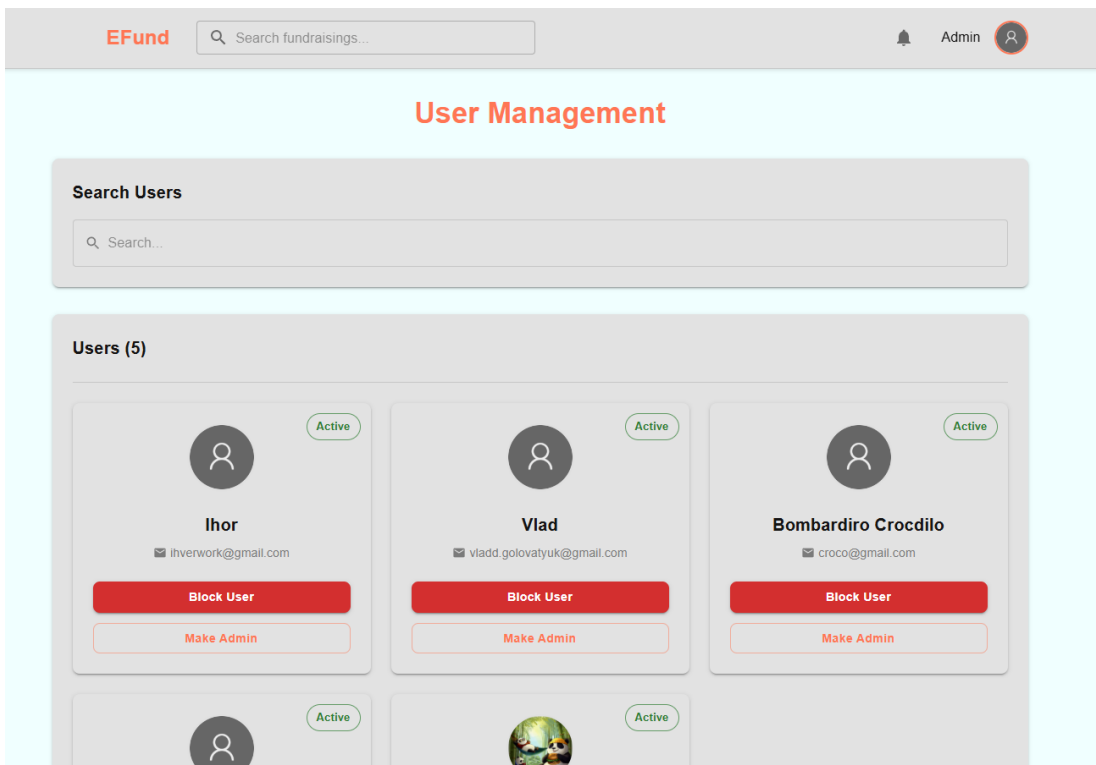 EFund Search fundraisings... Admin
User Management
Search Users
Search...
Users (5)
Active Active Active
Ihor Vlad Bombardiro Crocdilo
ihverwork@gmail.com vladd.golovatyuk@gmail.com croco@gmail.com
Block User Block User Block User
Make Admin Make Admin Make Admin
Active Active